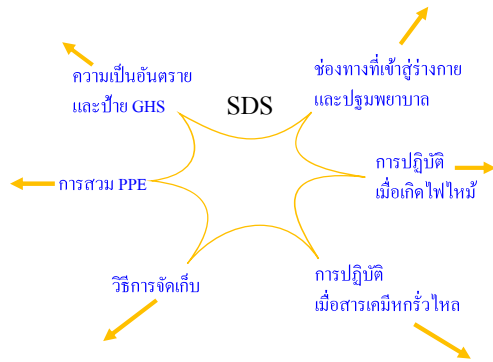 SDS
ความเป็นอันตราย
และป้าย GHS
ช่องทางที่เข้าสู่ร่างกาย
และปฐมพยาบาล
การสวม PPE
การปฏิบัติ
เมื่อเกิดไฟไหม้
วิธีการจัดเก็บ
การปฏิบัติ
เมื่อสารเคมีหกรั่วไหล